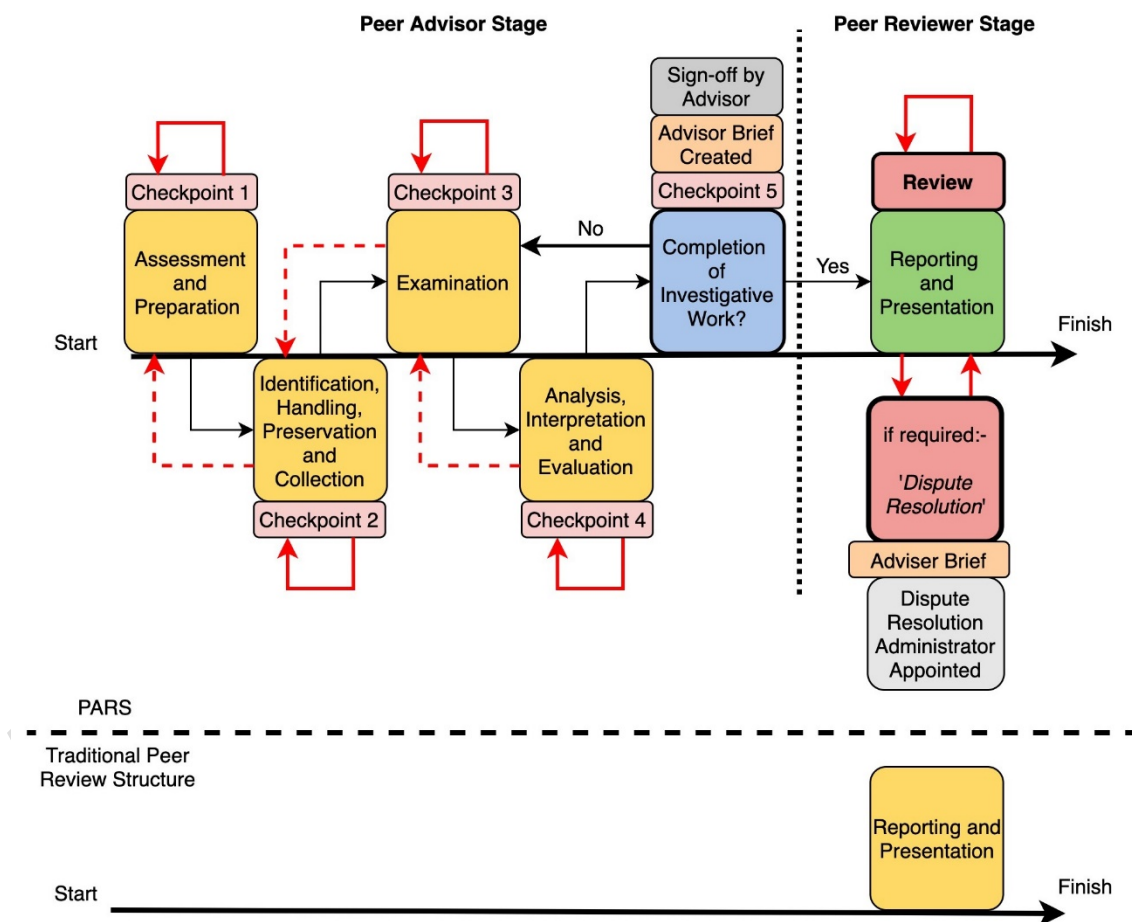 Peer Advisor Stage
Peer Reviewer Stage
Sign-off by
Advisor
Advisor Brief
Created
Checkpoint 1
Checkpoint 3
Checkpoint 5
Review
Assessment
and
Preparation
Examination
No
Completion
of
Investigative
Work?
Yes
Reporting
and
Presentation
Start
Finish
Identification,
Handling,
Preservation
and
Collection
Analysis,
Interpretation
and
Evaluation
if required:-
'Dispute
Resolution'
Checkpoint 2
Checkpoint 4
Adviser Brief
Dispute
Resolution
Administrator
Appointed
PARS
Traditional Peer
Review Structure
Reporting and
Presentation
Start
Finish